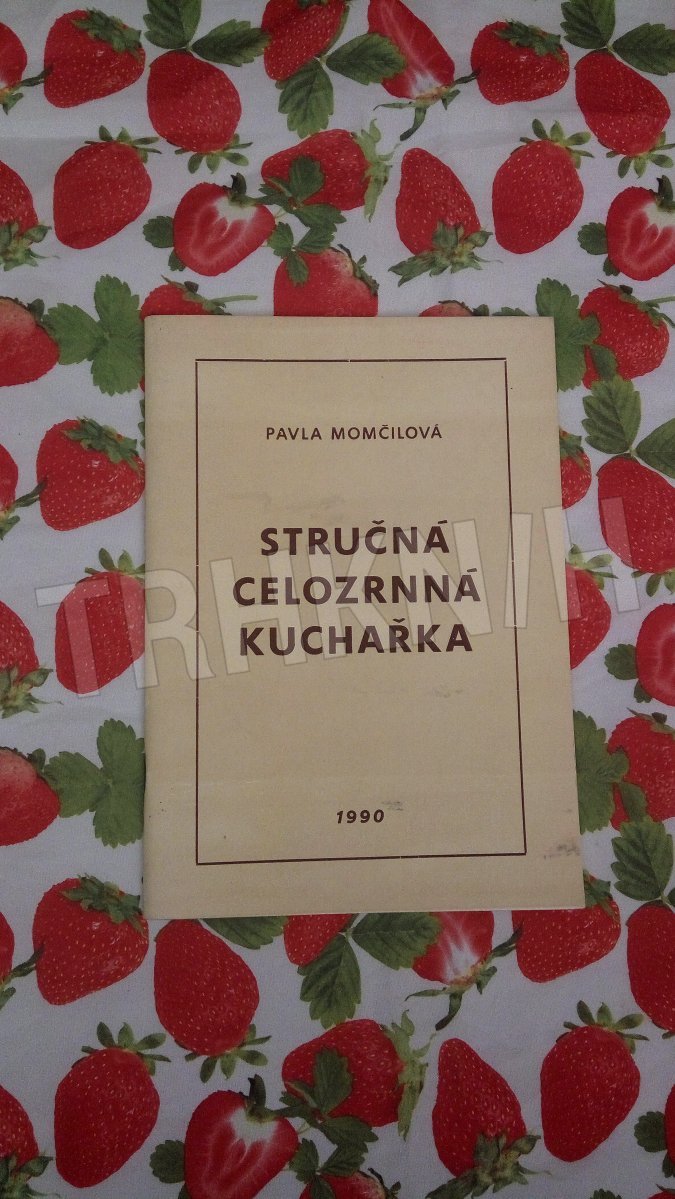 PAVLA MOMČILOVÁ
STRUČNÁ
CELOZRNNÁ
KUCHAŘKA
TRHKNIH
1990